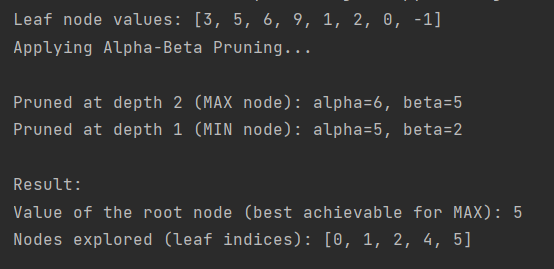 Leaf node values: [3, 5, 6, 9, 1, 2, 0, -1]
Applying Alpha-Beta Pruning...
Pruned at depth 2 (MAX node): alpha=6, beta=5
Pruned at depth 1 (MIN node): alpha=5, beta=2
Result:
Value of the root node (best achievable for MAX): 5
Nodes explored (leaf indices): [0, 1, 2, 4, 5]